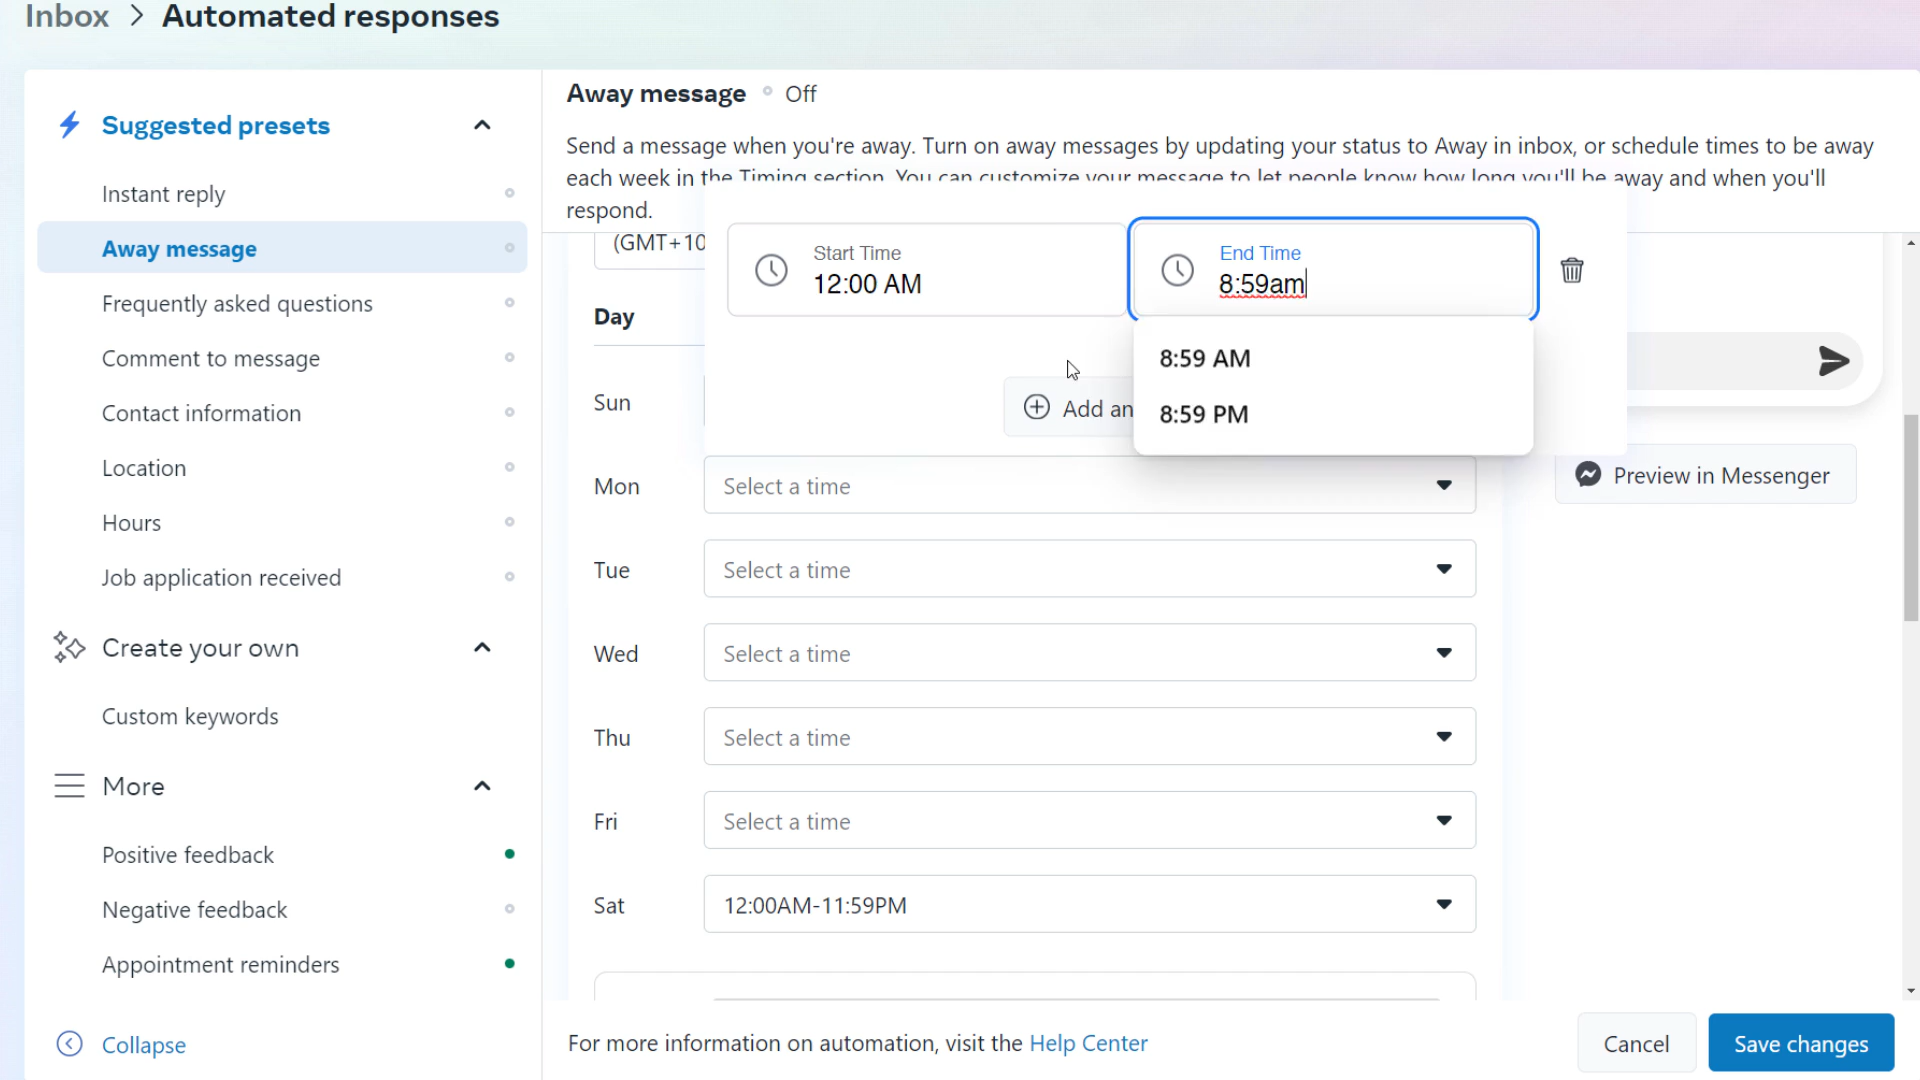 Inbox > Automated responses
Suggested presets
Instant reply
Away message
Frequently asked questions
Comment to message
Contact information
Location
Hours
Job application received
Create your own
Custom keywords
More
Positive feedback
Negative feedback
Appointment reminders
Collapse
Away message Off
Send a message when you're away. Turn on away messages by updating your status to Away in inbox, or schedule times to be away
each week in the Timing section. You can customize your message to let people know how long you'll be away and when you'll
respond.
(GMT+10
Start Time
12:00 AM
End Time
8:59am
8:59 AM
8:59 PM
Add an
Day
Sun
Mon Select a time
Tue Select a time
Wed Select a time
Thu Select a time
Fri Select a time
Sat 12:00AM-11:59PM
Preview in Messenger
For more information on automation, visit the Help Center
Cancel
Save changes